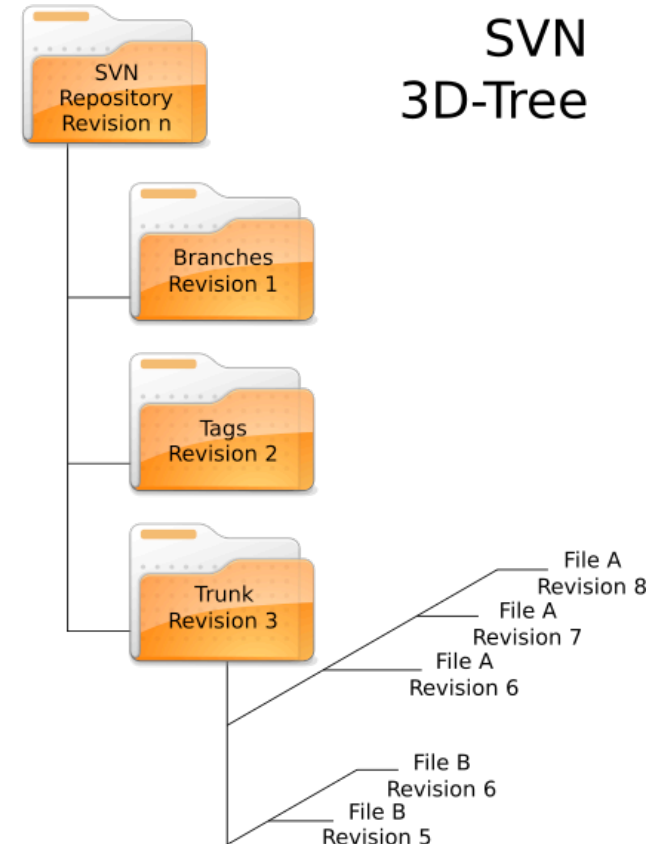 SVN
3D-Tree
SVN
Repository
Revision n
Branches
Revision 1
Tags
Revision 2
Trunk
Revision 3
File A
Revision 8
File A
Revision 7
File A
Revision 6
File B
Revision 6
File B
Revision 5